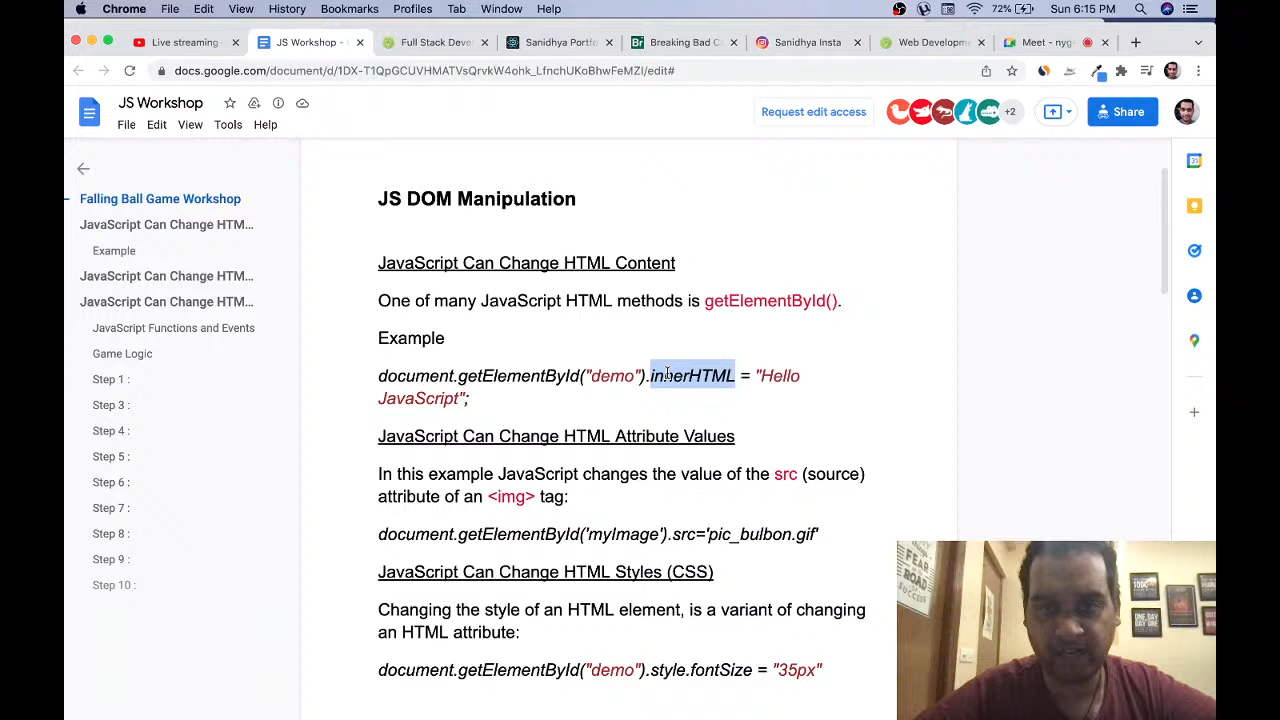 Chrome File Edit View History Bookmarks Profiles Tab Window Help 72% Sun 6:15 PM
Live streaming - JS Workshop - Full Stack Deve Sanidhya Portfo Breaking Bad C Sanidhya Insta Web Developme Meet - nyg-
docs.google.com/document/d/1DX-T1QpGCUVHMATVsQrvkW4ohk_LfnchUKoBhwFeMZI/edit#
JS Workshop
File Edit View Tools Help
Request edit access
+2
Share
Falling Ball Game Workshop
JavaScript Can Change HTM...
Example
JavaScript Can Change HTM...
JavaScript Can Change HTM...
JavaScript Functions and Events
Game Logic
Step 1 :
Step 3 :
Step 4 :
Step 5 :
Step 6 :
Step 7 :
Step 8 :
Step 9 :
Step 10 :
JS DOM Manipulation
JavaScript Can Change HTML Content
One of many JavaScript HTML methods is getElementById().
Example
document.getElementById("demo").innerHTML = "Hello
JavaScript";
JavaScript Can Change HTML Attribute Values
In this example JavaScript changes the value of the src (source)
attribute of an <img> tag:
document.getElementById('myImage').src='pic_bulbon.gif'
JavaScript Can Change HTML Styles (CSS)
Changing the style of an HTML element, is a variant of changing
an HTML attribute:
document.getElementById("demo").style.fontSize = "35px"
FEAR
ROAD
SUCCESS